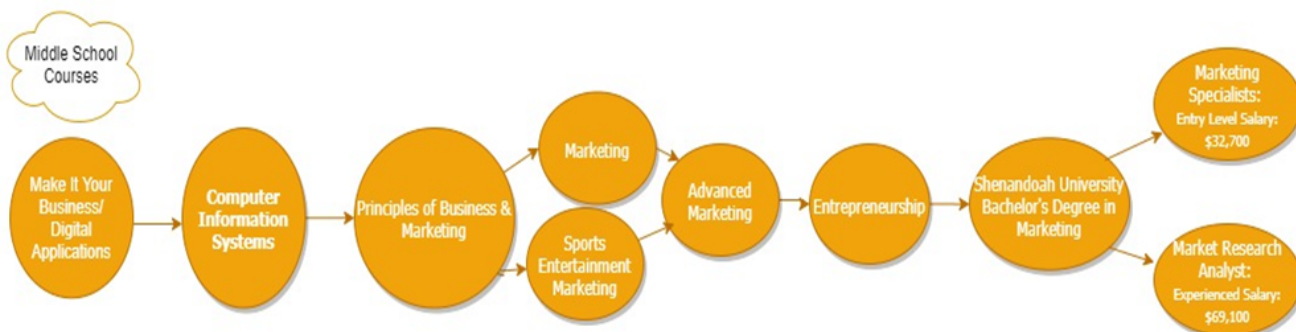 Middle School
Courses
Make It Your
Business/
Digital
Applications
Computer
Information
Systems
Principles of Business &
Marketing
Marketing
Sports
Entertainment
Marketing
Advanced
Marketing
Entrepreneurship
Shenandoah University
Bachelor's Degree in
Marketing
Marketing
Specialists:
Entry Level Salary:
$32,700
Market Research
Analyst:
Experienced Salary:
$69,100